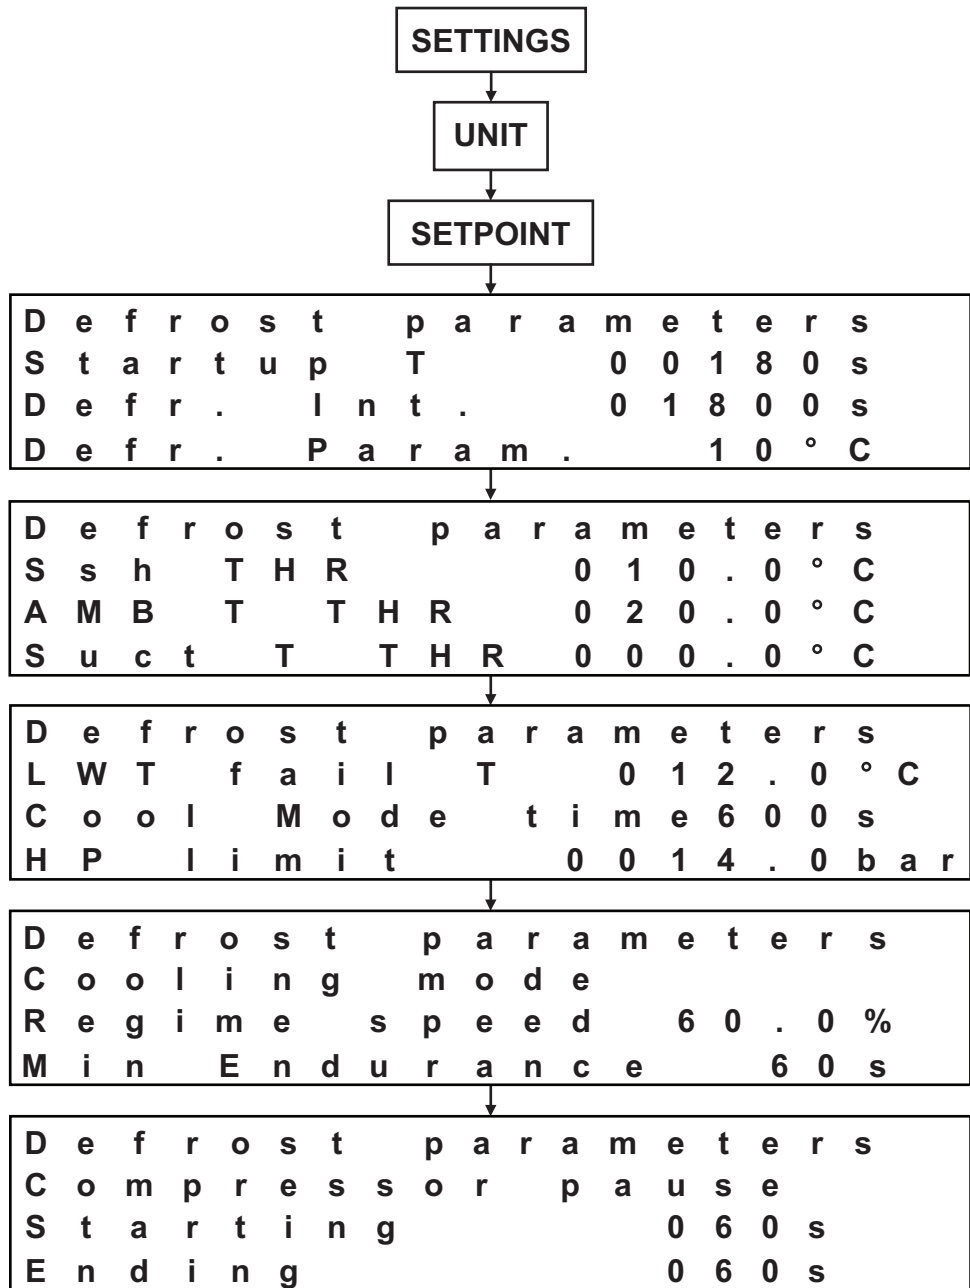 SETTINGS
UNIT
SETPOINT
Defrost parameters
Startup T 00180s
Defr. Int. 01800s
Defr. Param. 10°C
Defrost parameters
Ssh THR 010.0°C
AMB T THR 020.0°C
Suct T THR 000.0°C
Defrost parameters
LWT fail T 012.0°C
Cool Mode time600s
HP limit 0014.0bar
Defrost parameters
Cooling mode
Regime speed 60.0%
Min Endurance 60s
Defrost parameters
Compressor pause
Starting 060s
Ending 060s